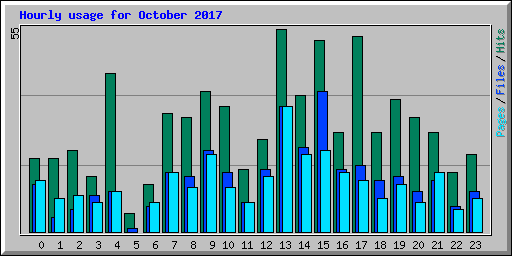 Hourly usage for October 2017
55
Pages / Files / Hits
0 1 2 3 4 5 6 7 8 9 10 11 12 13 14 15 16 17 18 19 20 21 22 23